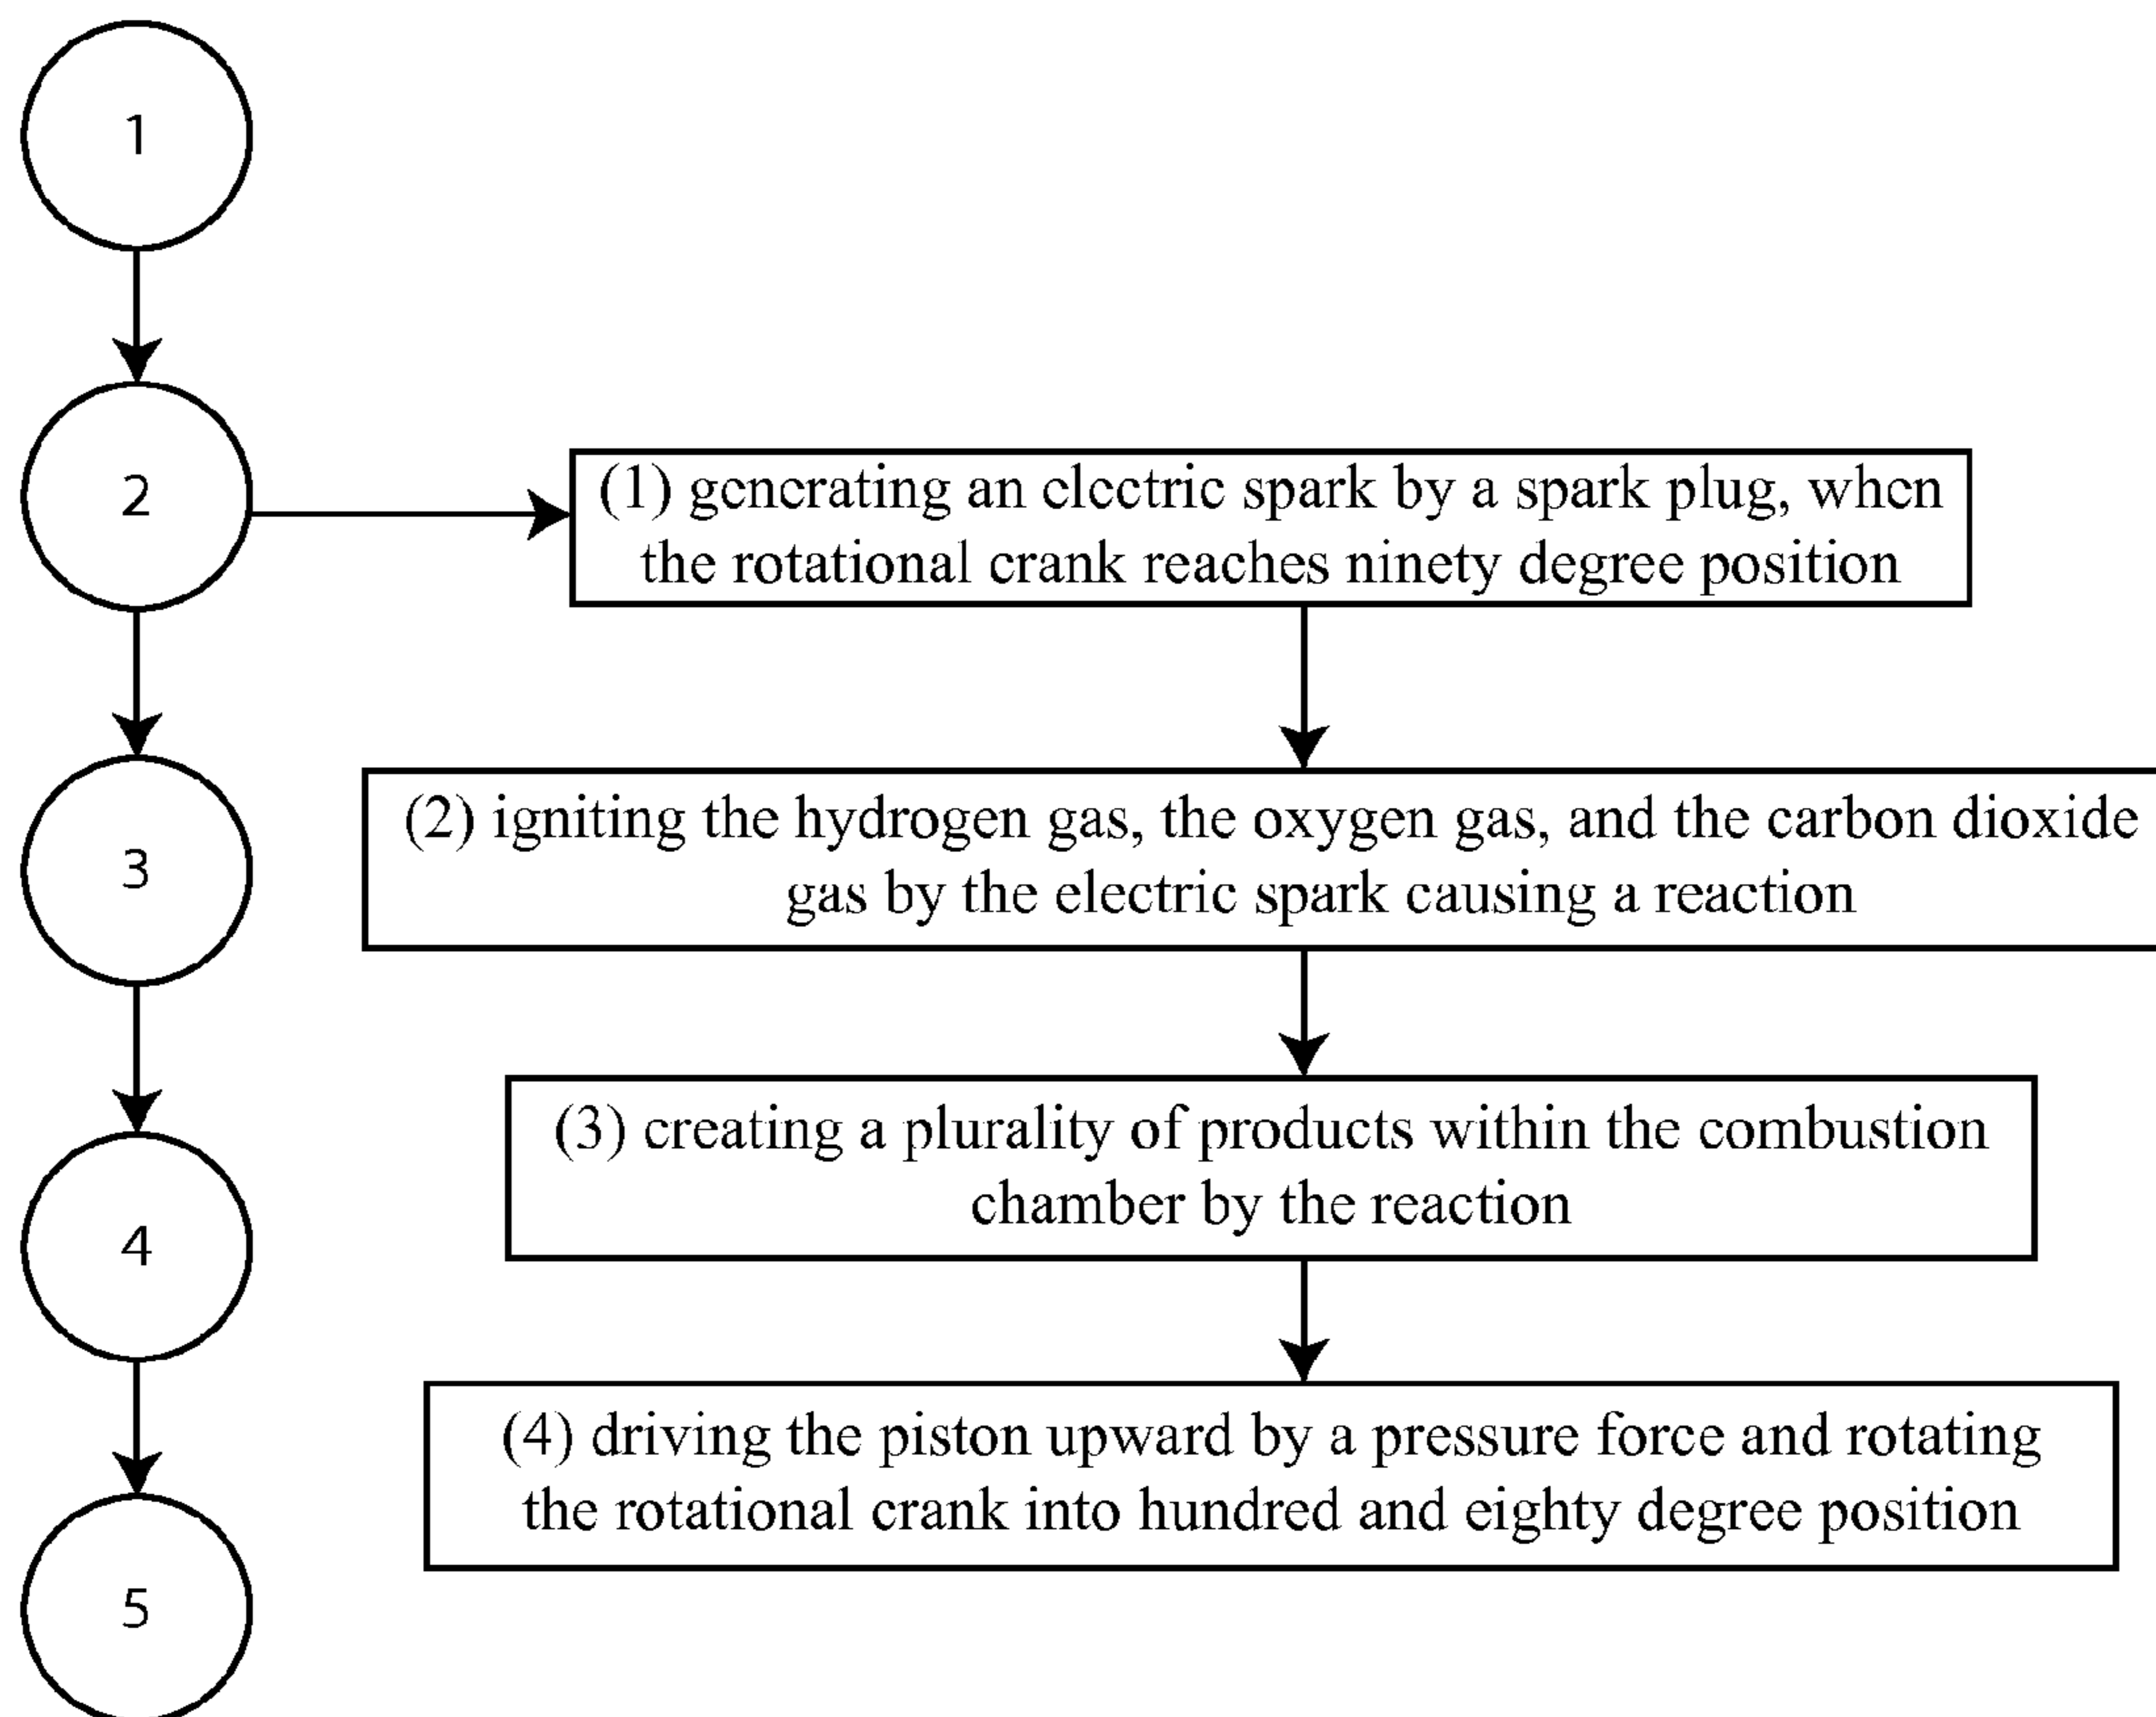 1
2
(1) generating an electric spark by a spark plug, when
the rotational crank reaches ninety degree position
3
(2) igniting the hydrogen gas, the oxygen gas, and the carbon dioxide
gas by the electric spark causing a reaction
4
(3) creating a plurality of products within the combustion
chamber by the reaction
5
(4) driving the piston upward by a pressure force and rotating
the rotational crank into hundred and eighty degree position